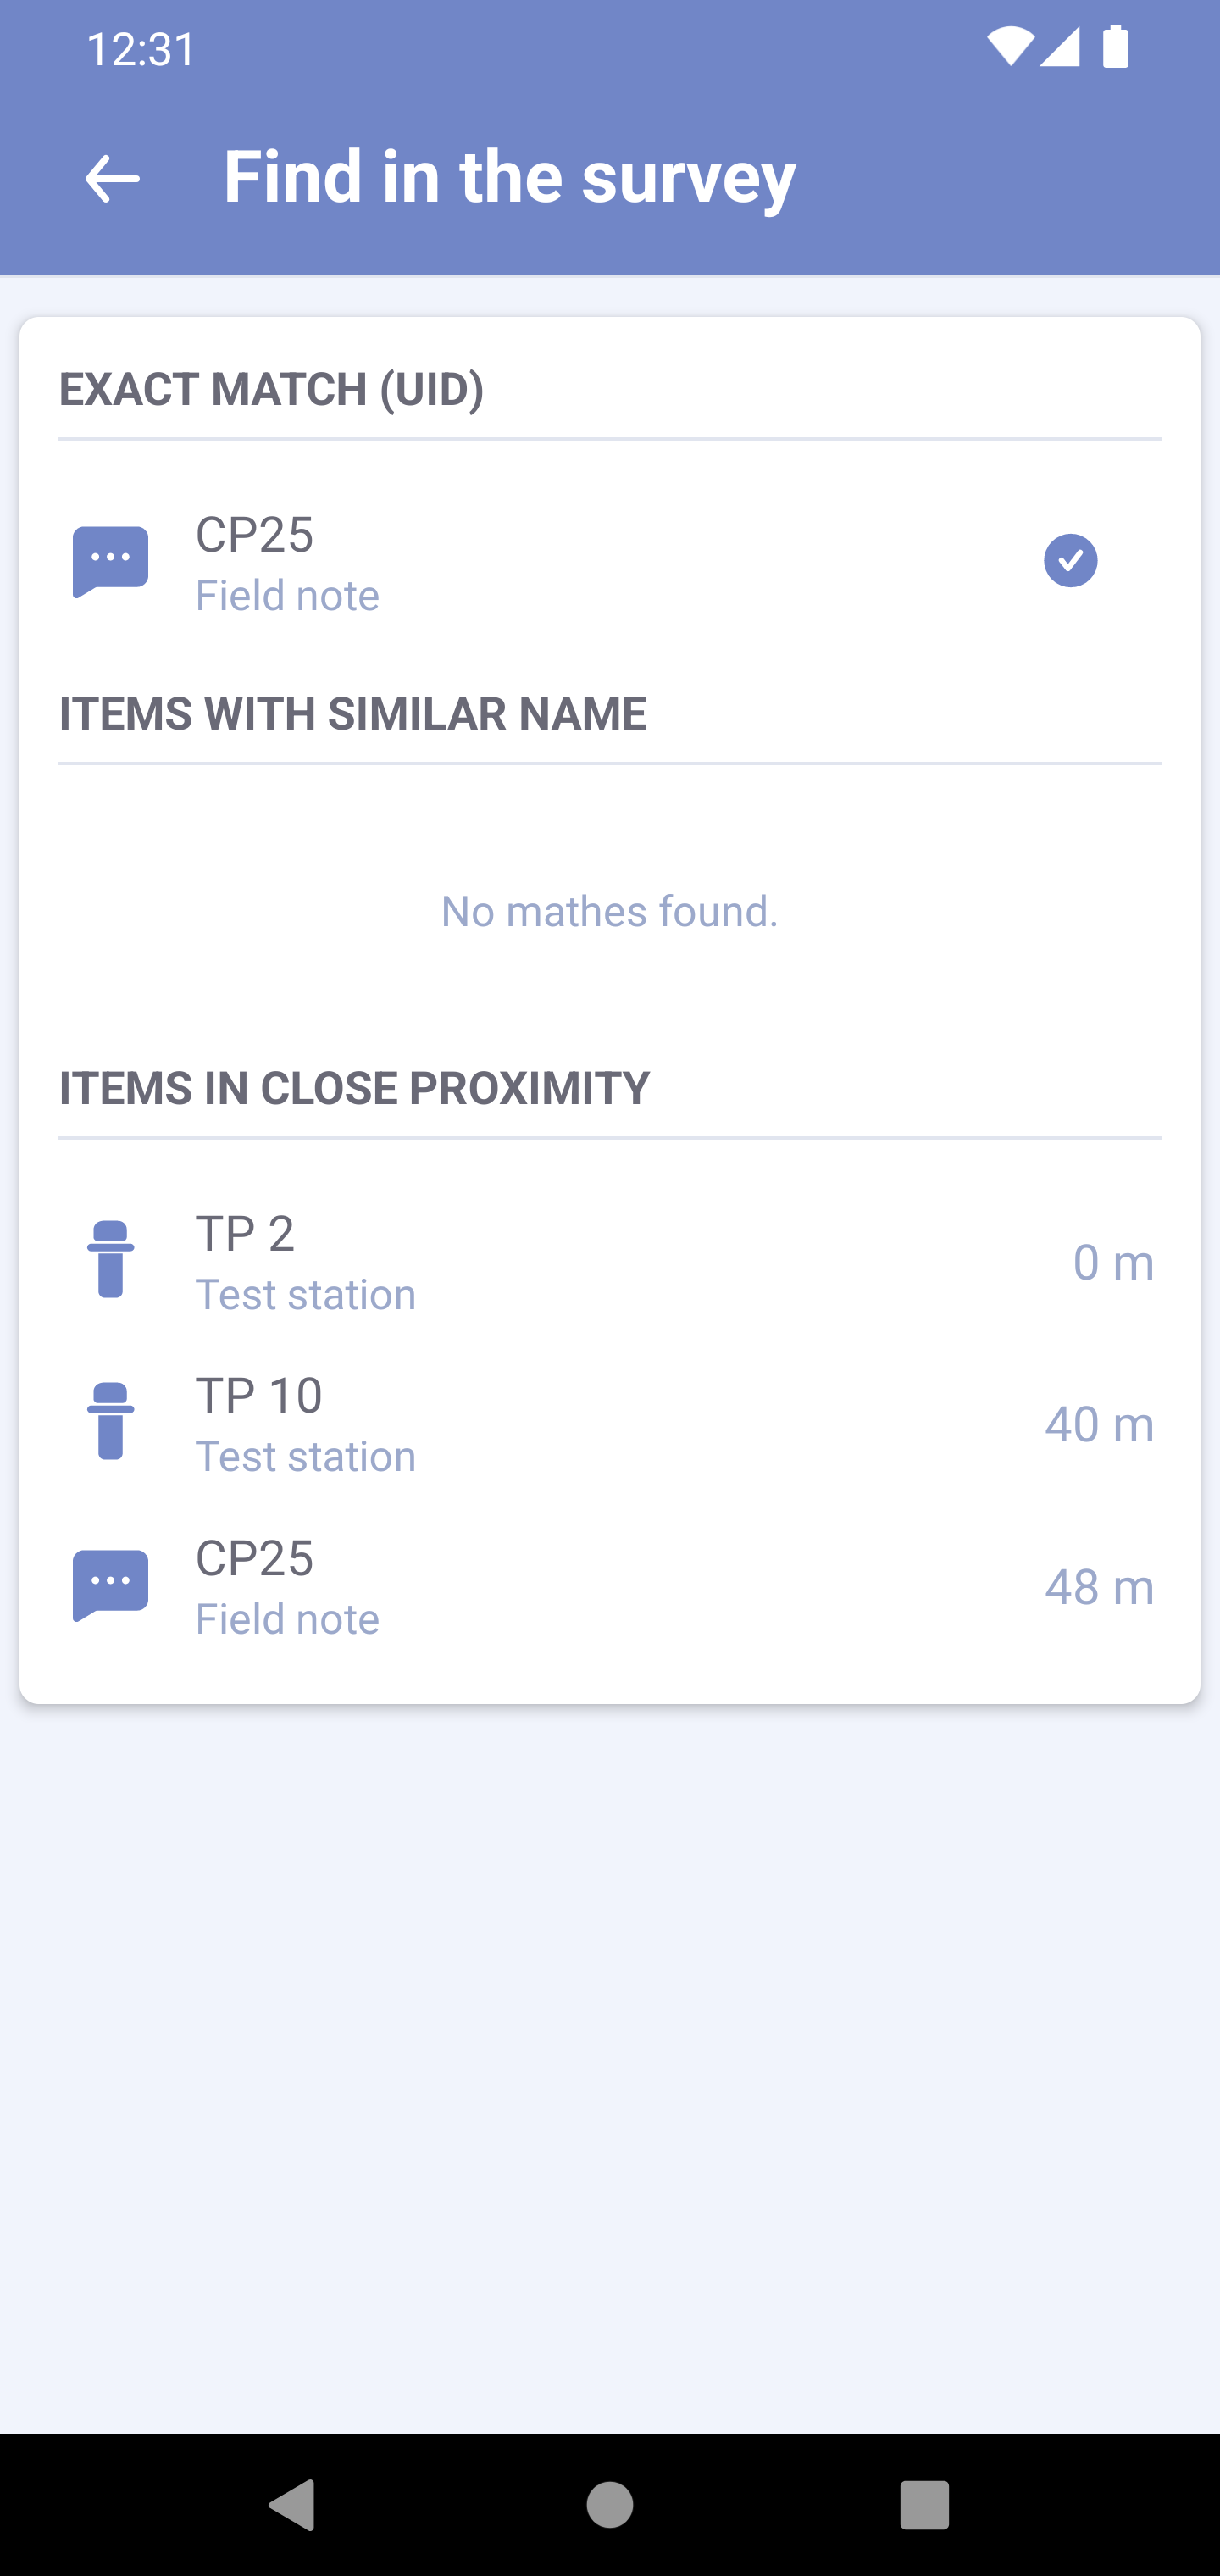 12:31
Find in the survey
EXACT MATCH (UID)
CP25
Field note
ITEMS WITH SIMILAR NAME
No mathes found.
ITEMS IN CLOSE PROXIMITY
TP 2
Test station
0 m
TP 10
Test station
40 m
CP25
Field note
48 m